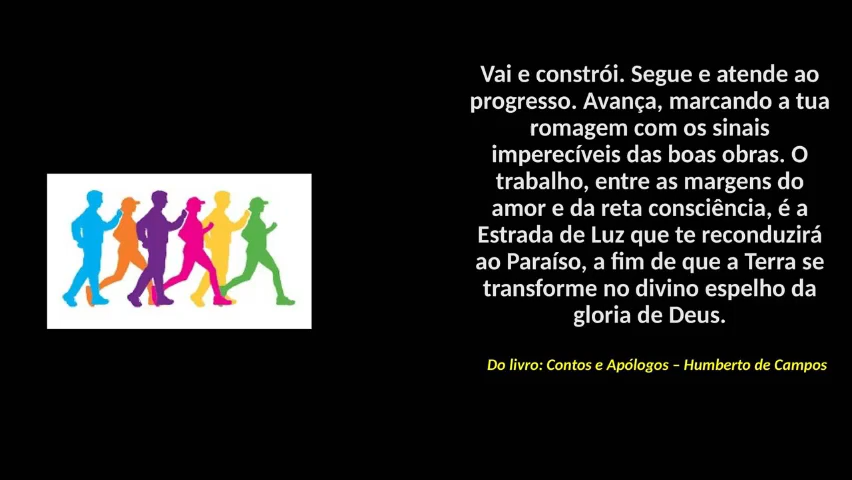 Vai e constrói. Segue e atende ao
progresso. Avança, marcando a tua
romagem com os sinais
imperecíveis das boas obras. O
trabalho, entre as margens do
amor e da reta consciência, é a
Estrada de Luz que te reconduzirá
ao Paraíso, a fim de que a Terra se
transforme no divino espelho da
gloria de Deus.
Do livro: Contos e Apólogos – Humberto de Campos